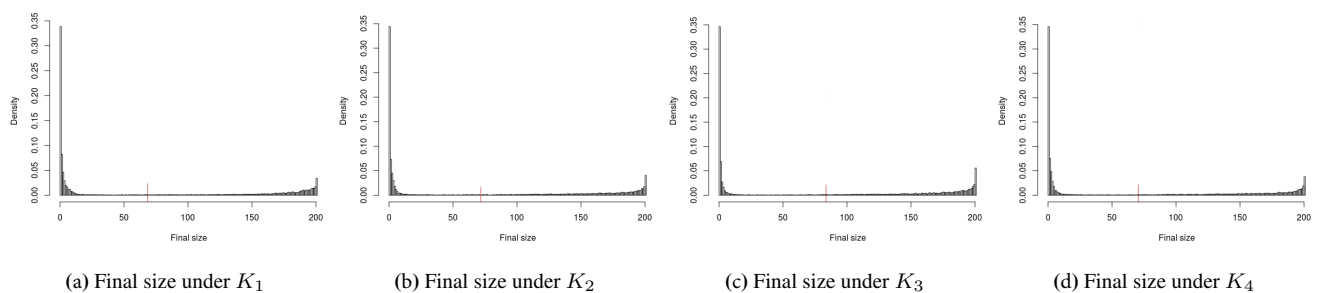 0.00 0.05 0.10 0.15 0.20 0.25 0.30 0.35
Density
0 50 100 150 200
Final size
(a) Final size under K1
0.00 0.05 0.10 0.15 0.20 0.25 0.30 0.35
Density
0 50 100 150 200
Final size
(b) Final size under K2
0.00 0.05 0.10 0.15 0.20 0.25 0.30 0.35
Density
0 50 100 150 200
Final size
(c) Final size under K3
0.00 0.05 0.10 0.15 0.20 0.25 0.30 0.35
Density
0 50 100 150 200
Final size
(d) Final size under K4